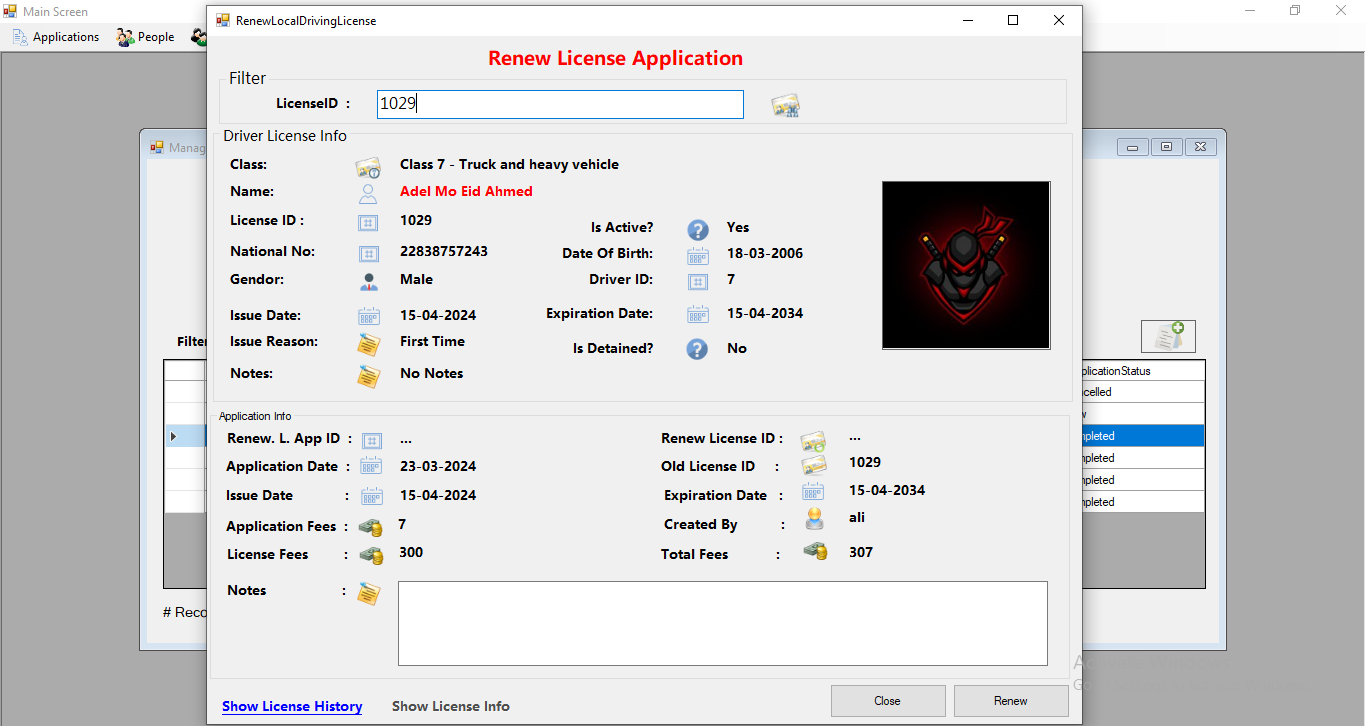 Main Screen
Applications People
RenewLocalDrivingLicense
Renew License Application
Filter
LicenseID :
1029
Driver License Info
Class: Class 7 - Truck and heavy vehicle
Name: Adel Mo Eid Ahmed
License ID : 1029
Is Active? Yes
National No: 22838757243
Date Of Birth: 18-03-2006
Gendor: Male
Driver ID: 7
Issue Date: 15-04-2024
Expiration Date: 15-04-2034
Issue Reason: First Time
Is Detained? No
Notes: No Notes
Application Info
Renew. L. App ID : ...
Renew License ID : ...
Application Date : 23-03-2024
Old License ID : 1029
Issue Date : 15-04-2024
Expiration Date : 15-04-2034
Application Fees : 7
Created By : ali
License Fees : 300
Total Fees : 307
Notes :
Show License History
Show License Info
Close
Renew
Manag
Filter
# Reco
plicationStatus
celled
w
mpleted
mpleted
mpleted
mpleted